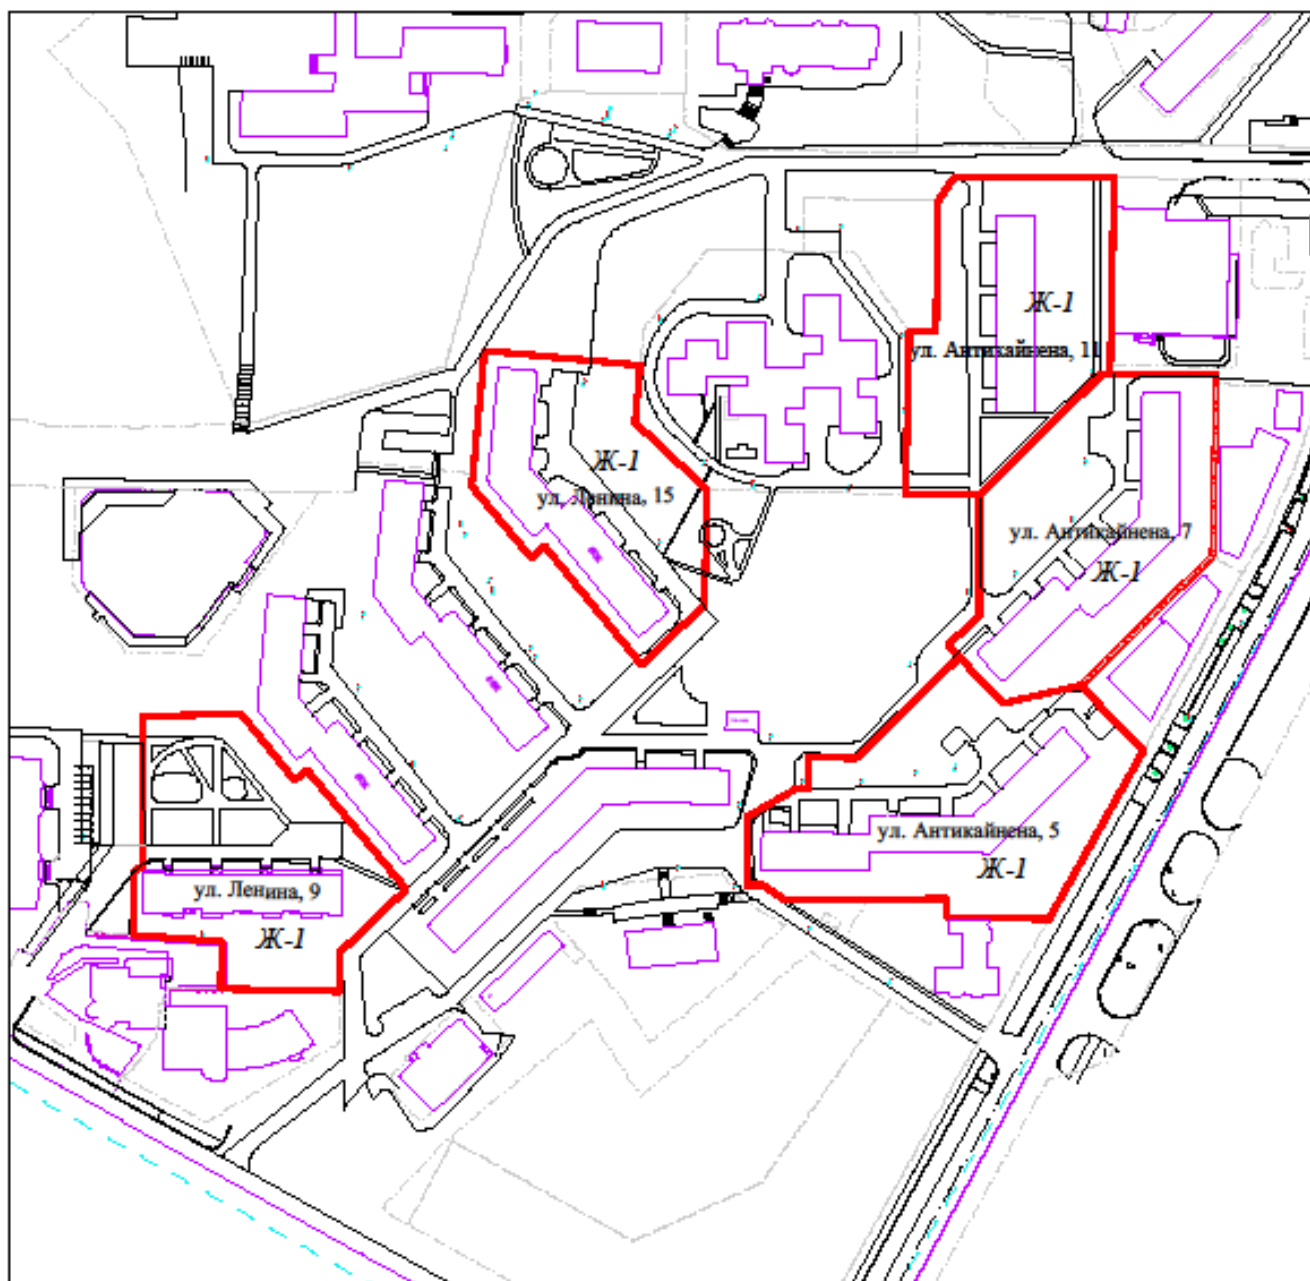 Ж-1
ул. Антикайнева, 11
Ж-1
ул. Ленина, 15
ул. Антикайнена, 7
Ж-1
ул. Антикайнена, 5
Ж-1
ул. Ленина, 9
Ж-1